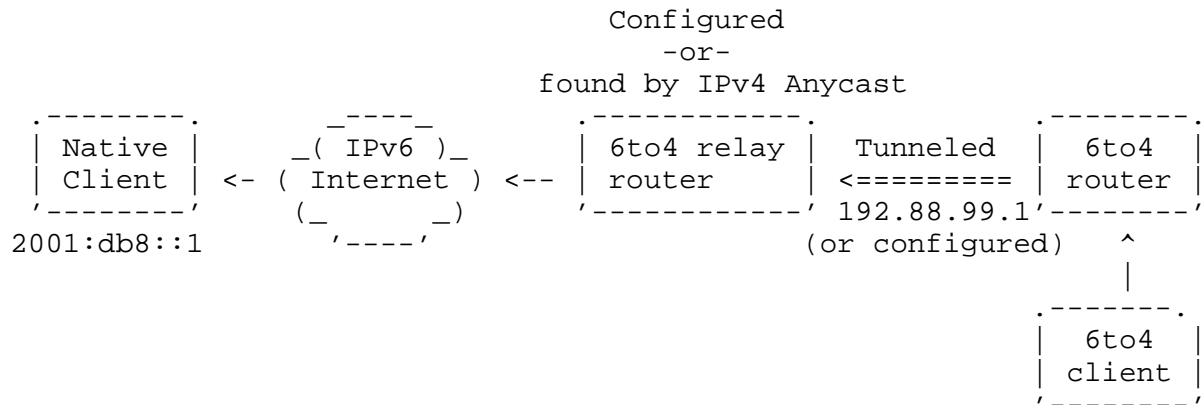 Configured
-or-
found by IPv4 Anycast
Native ( IPv6 ) 6to4 relay Tunneled 6to4
Client <- ( Internet ) <-- router <========= router
192.88.99.1
2001:db8::1 (or configured) ^
6to4
client